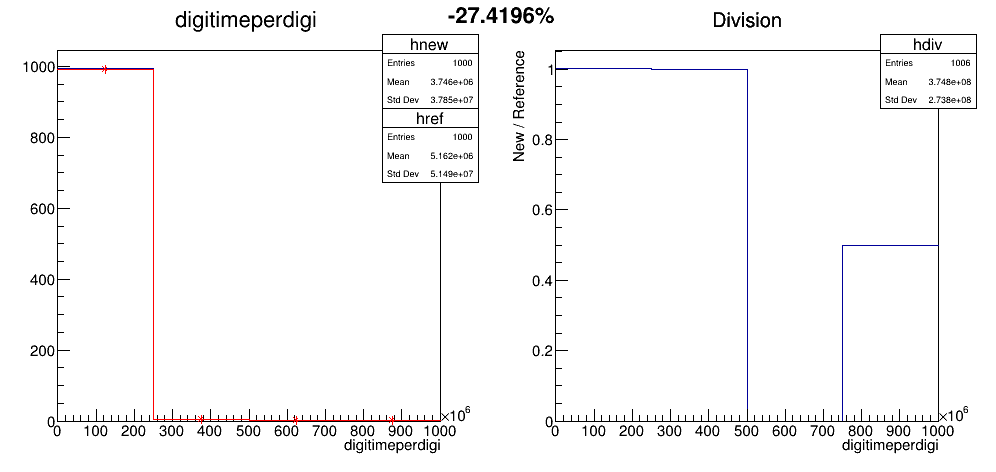 -27.4196%
digitimeperdigi
hnew
Entries 1000
Mean 3.746e+06
Std Dev 3.785e+07
href
Entries 1000
Mean 5.162e+06
Std Dev 5.149e+07
1000
800
600
400
200
0
0 100 200 300 400 500 600 700 800 900 1000
×10⁶
digitimeperdigi
Division
hdiv
Entries 1006
Mean 3.748e+08
Std Dev 2.738e+08
New / Reference
1
0.8
0.6
0.4
0.2
0
0 100 200 300 400 500 600 700 800 900 1000
×10⁶
digitimeperdigi